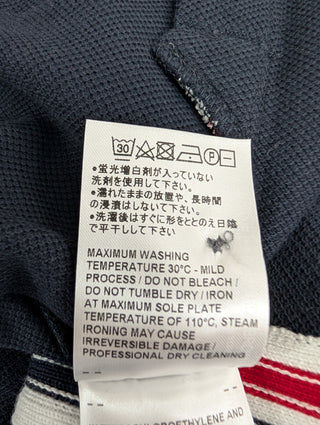 30 P
●蛍光増白剤が入っていない
洗剤を使用して下さい。
●濡れたままの放置や、長時間
の浸漬はしないで下さい。
●洗濯後はすぐに形をととのえ日陰
で平干しして下さい
MAXIMUM WASHING
TEMPERATURE 30°C - MILD
PROCESS / DO NOT BLEACH /
DO NOT TUMBLE DRY / IRON
AT MAXIMUM SOLE PLATE
TEMPERATURE OF 110°C, STEAM
IRONING MAY CAUSE
IRREVERSIBLE DAMAGE /
PROFESSIONAL DRY CLEANING
AND